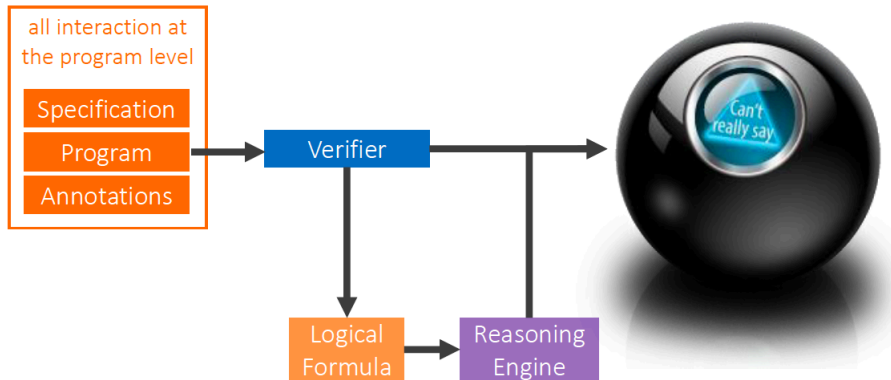 all interaction at
the program level
Specification
Program
Annotations
Verifier
Can't
really say
Logical
Formula
Reasoning
Engine